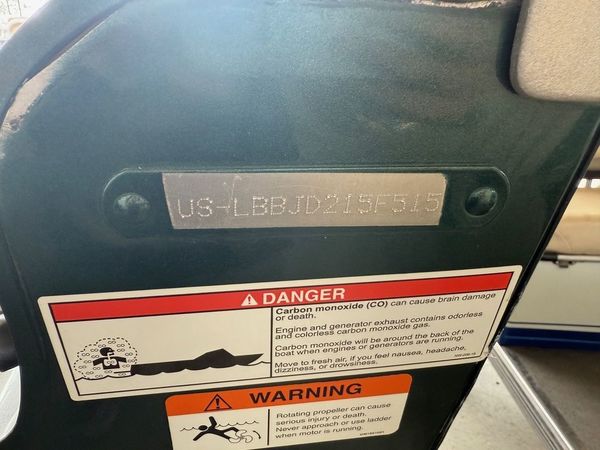 US-LBBJD215F515
DANGER
Carbon monoxide (CO) can cause brain damage
or death.
Engine and generator exhaust contains odorless
and colorless carbon monoxide gas.
Carbon monoxide will be around the back of the
boat when engines or generators are running.
Move to fresh air, if you feel nausea, headache,
dizziness, or drowsiness.
WARNING
Rotating propeller can cause
serious injury or death.
Never approach or use ladder
when motor is running.